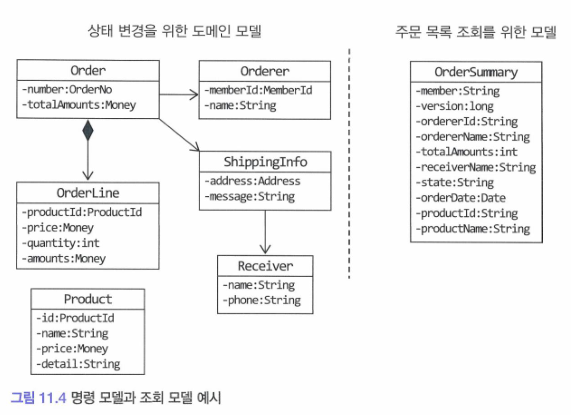 상태 변경을 위한 도메인 모델
주문 목록 조회를 위한 모델
Order
-number:OrderNo
-totalAmounts:Money
Orderer
-memberId:MemberId
-name:String
ShippingInfo
-address:Address
-message:String
OrderLine
-productId:ProductId
-price:Money
-quantity:int
-amounts:Money
Receiver
-name:String
-phone:String
Product
-id:ProductId
-name:String
-price:Money
-detail:String
OrderSummary
-member:String
-version:long
-ordererId:String
-ordererName:String
-totalAmounts:int
-receiverName:String
-state:String
-orderDate:Date
-productId:String
-productName:String
그림 11.4 명령 모델과 조회 모델 예시